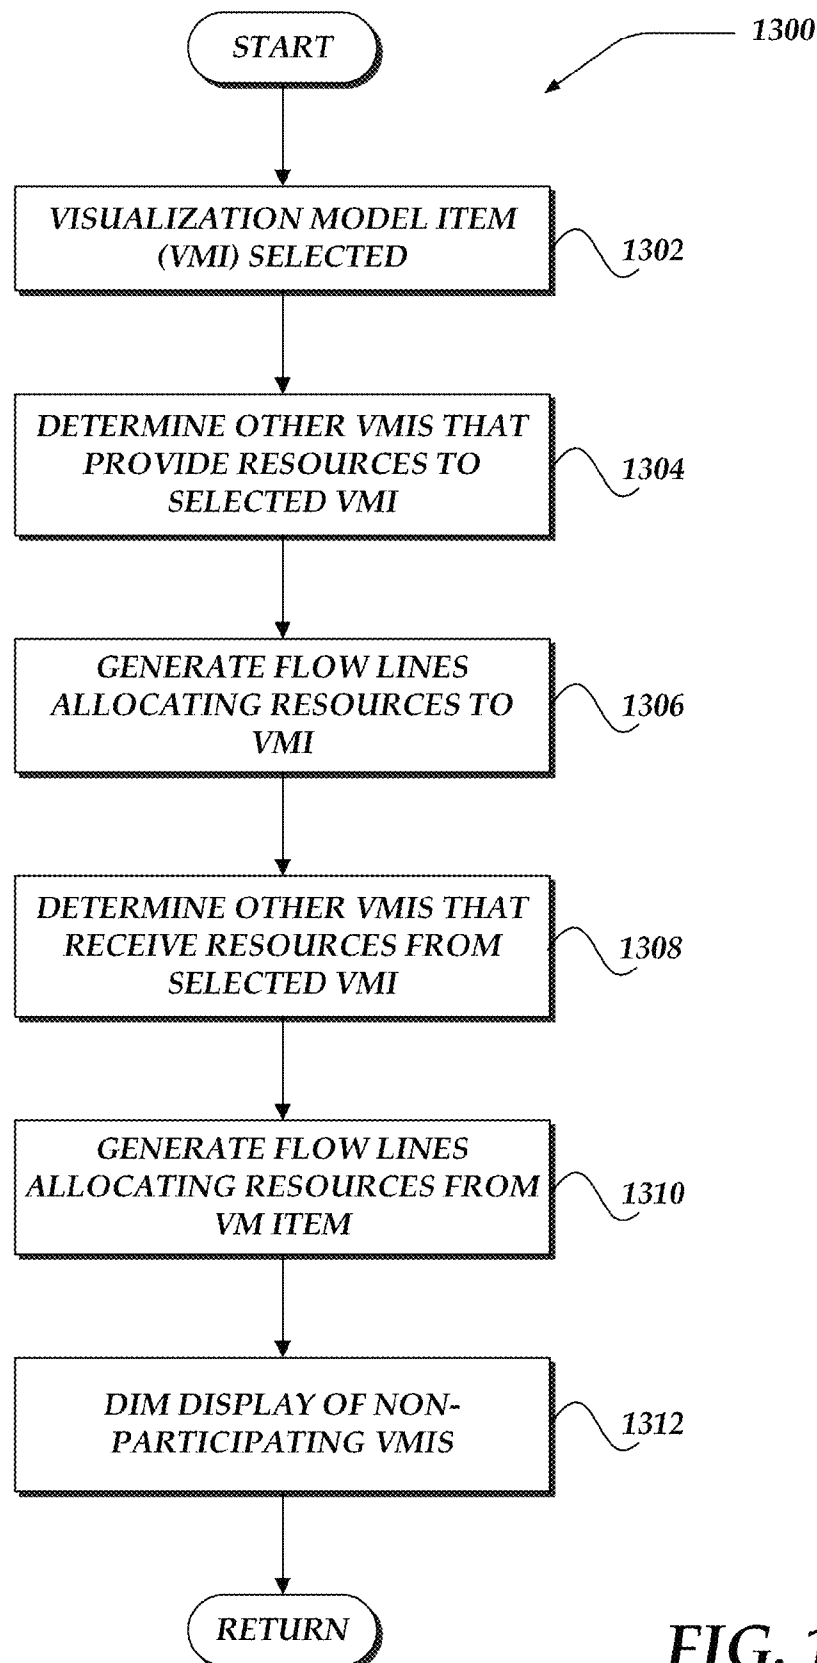 START
1300
VISUALIZATION MODEL ITEM
(VMI) SELECTED
1302
DETERMINE OTHER VMIS THAT
PROVIDE RESOURCES TO
SELECTED VMI
1304
GENERATE FLOW LINES
ALLOCATING RESOURCES TO
VMI
1306
DETERMINE OTHER VMIS THAT
RECEIVE RESOURCES FROM
SELECTED VMI
1308
GENERATE FLOW LINES
ALLOCATING RESOURCES FROM
VM ITEM
1310
DIM DISPLAY OF NON-
PARTICIPATING VMIS
1312
RETURN
FIG.